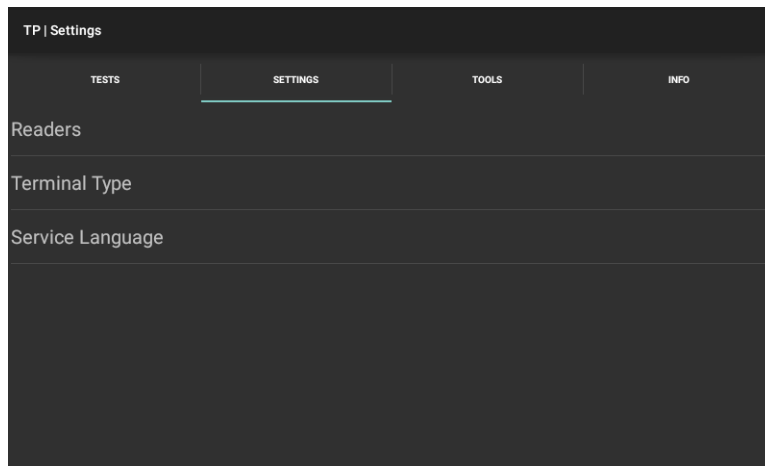 TP | Settings
TESTS SETTINGS TOOLS INFO
Readers
Terminal Type
Service Language